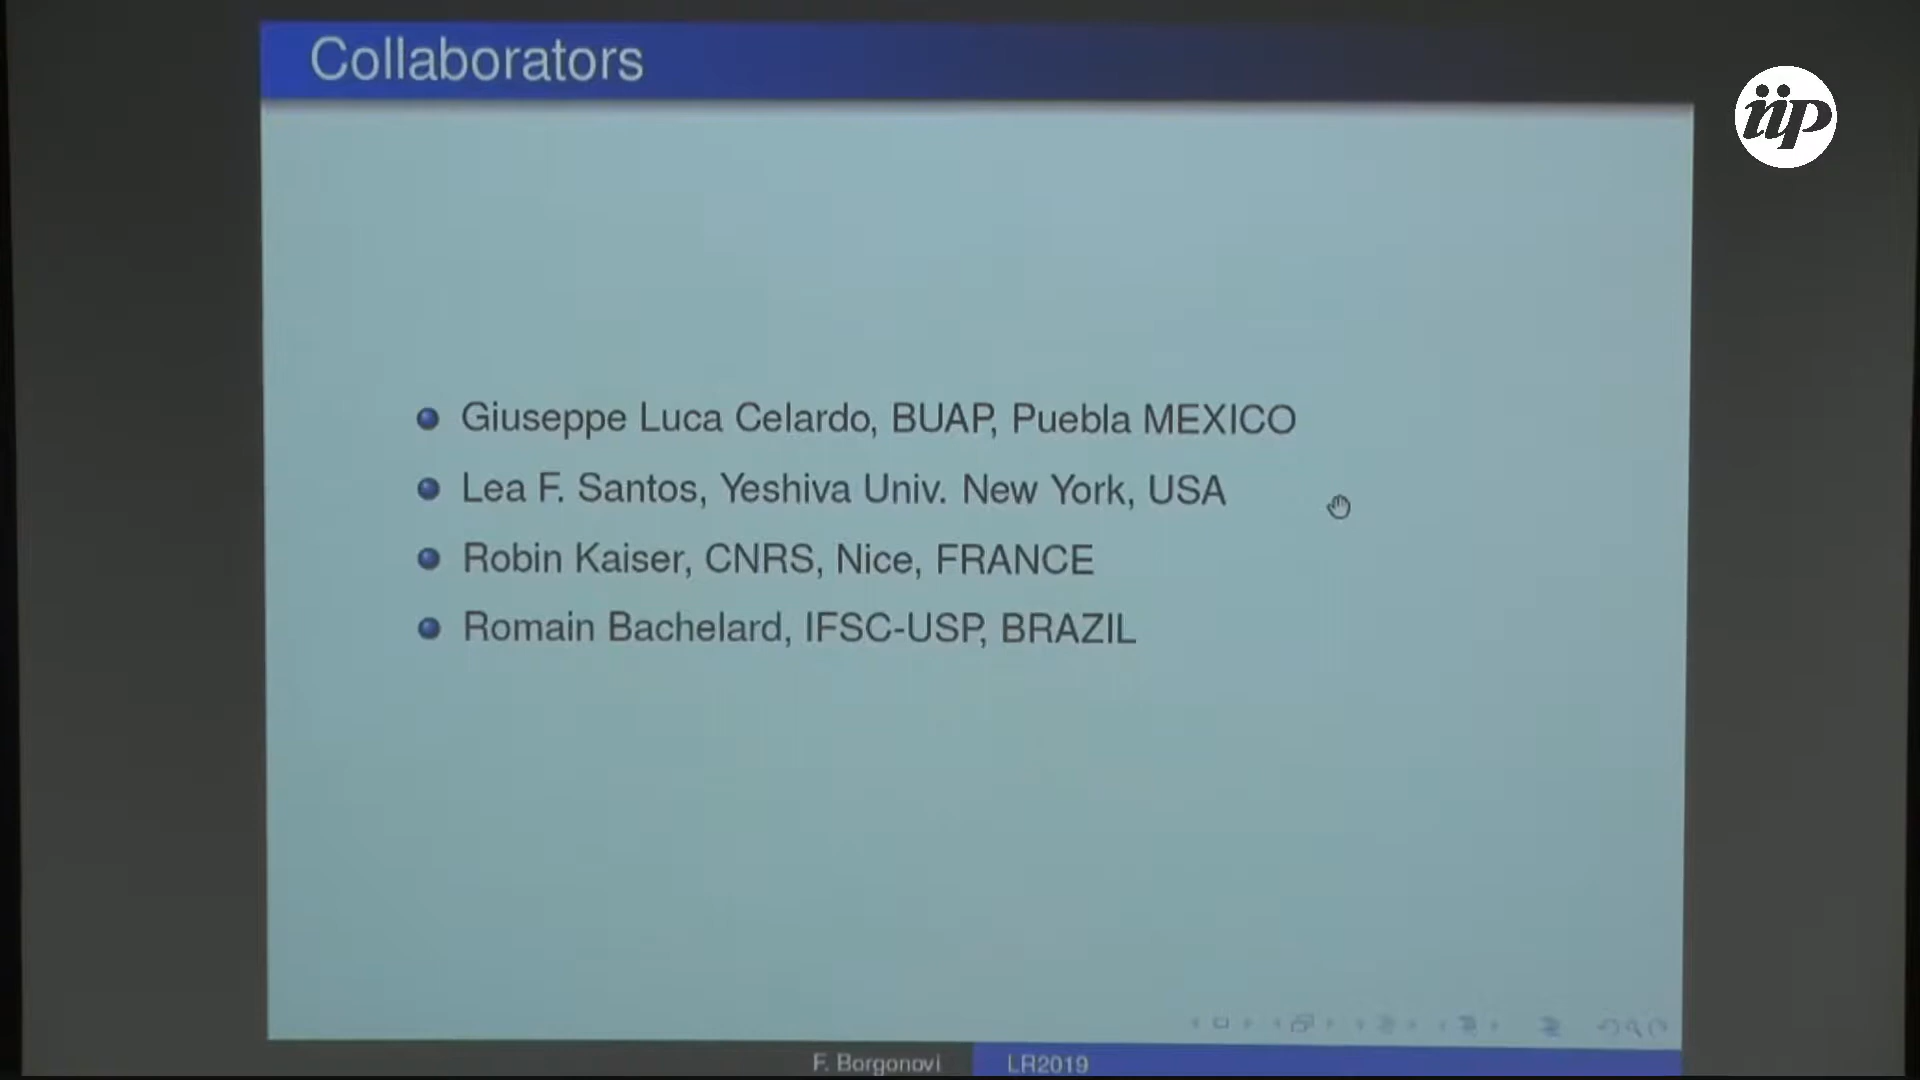 Collaborators
iip
Giuseppe Luca Celardo, BUAP, Puebla MEXICO
Lea F. Santos, Yeshiva Univ. New York, USA
Robin Kaiser, CNRS, Nice, FRANCE
Romain Bachelard, IFSC-USP, BRAZIL
F. Borgonovi
LR2019